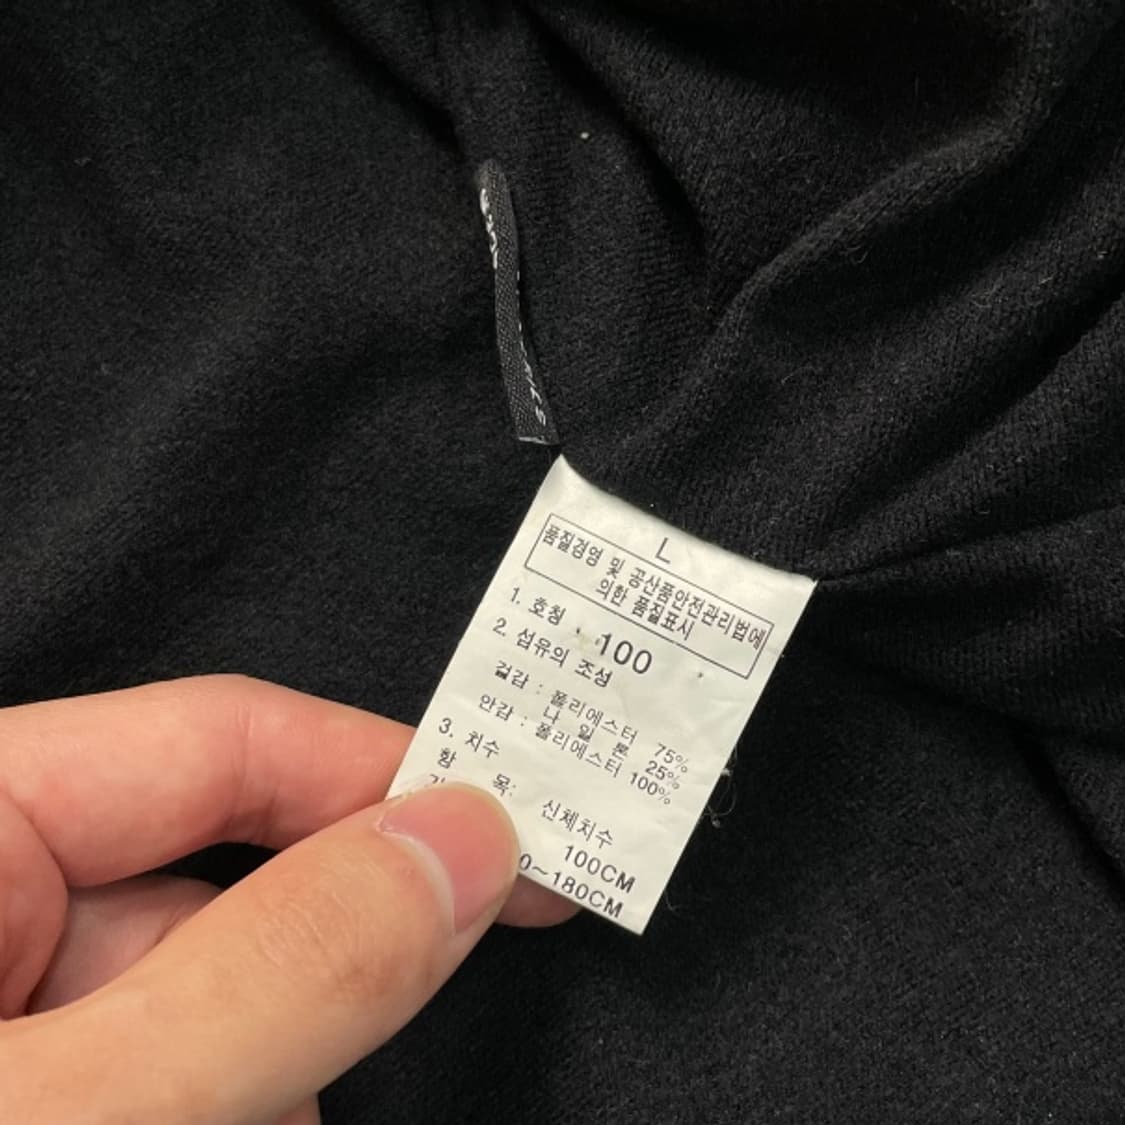 L
품질경영 및 공산품안전관리법에
의한 품질표시
1. 호칭 : 100
2. 섬유의 조성
겉감 : 폴리에스터 75%
나 일 론 25%
안감 : 폴리에스터 100%
3. 치수
항 목: 신체치수
100CM
0~180CM